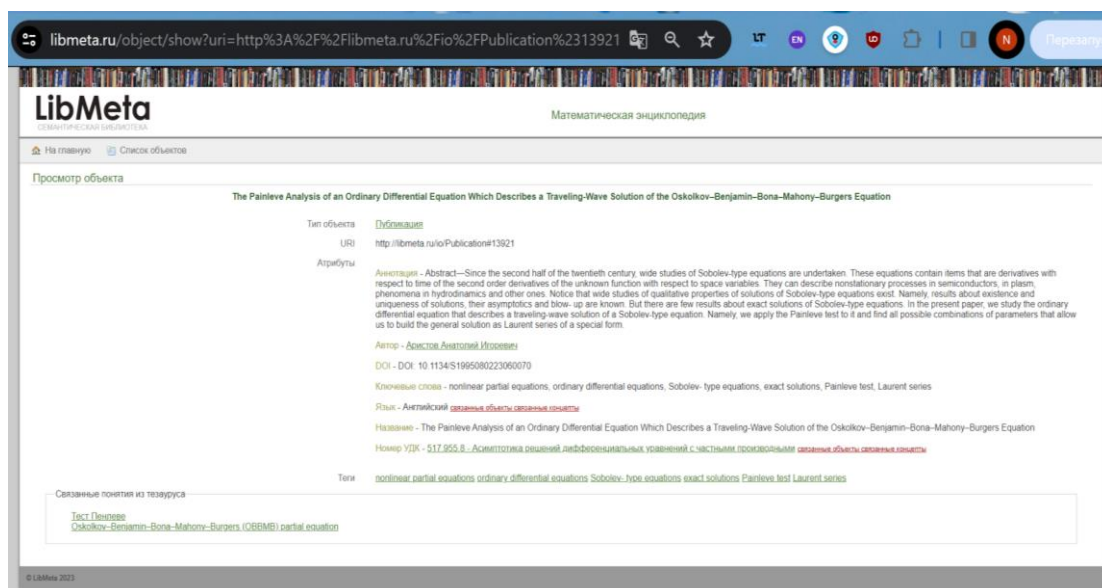 libmeta.ru/object/show?uri=http%3A%2F%2Flibmeta.ru%2Fio%2FPublication%2313921
LT
EN
N
Перезапу
LibMeta
СЕМАНТИЧЕСКАЯ БИБЛИОТЕКА
Математическая энциклопедия
На главную Список объектов
Просмотр объекта
The Painleve Analysis of an Ordinary Differential Equation Which Describes a Traveling-Wave Solution of the Oskolkov–Benjamin–Bona–Mahony–Burgers Equation
Тип объекта Публикация
URI http://libmeta.ru/io/Publication#13921
Атрибуты
Аннотация - Abstract—Since the second half of the twentieth century, wide studies of Sobolev-type equations are undertaken. These equations contain items that are derivatives with
respect to time of the second order derivatives of the unknown function with respect to space variables. They can describe nonstationary processes in semiconductors, in plasm,
phenomena in hydrodinamics and other ones. Notice that wide studies of qualitative properties of solutions of Sobolev-type equations exist. Namely, results about existence and
uniqueness of solutions, their asymptotics and blow- up are known. But there are few results about exact solutions of Sobolev-type equations. In the present paper, we study the ordinary
differential equation that describes a traveling-wave solution of a Sobolev-type equation. Namely, we apply the Painleve test to it and find all possible combinations of parameters that allow
us to build the general solution as Laurent series of a special form.
Автор - Аристов Анатолий Игоревич
DOI - DOI: 10.1134/S1995080223060070
Ключевые слова - nonlinear partial equations, ordinary differential equations, Sobolev- type equations, exact solutions, Painleve test, Laurent series
Язык - Английский связанные объекты связанные концепты
Название - The Painleve Analysis of an Ordinary Differential Equation Which Describes a Traveling-Wave Solution of the Oskolkov–Benjamin–Bona–Mahony–Burgers Equation
Номер УДК - 517.955.8 - Асимптотика решений дифференциальных уравнений с частными производными связанные объекты связанные концепты
Теги nonlinear partial equations ordinary differential equations Sobolev- type equations exact solutions Painleve test Laurent series
Связанные понятия из тезауруса
Тест Пенлеве
Oskolkov–Benjamin–Bona–Mahony–Burgers (OBBMB) partial equation
© LibMeta 2023